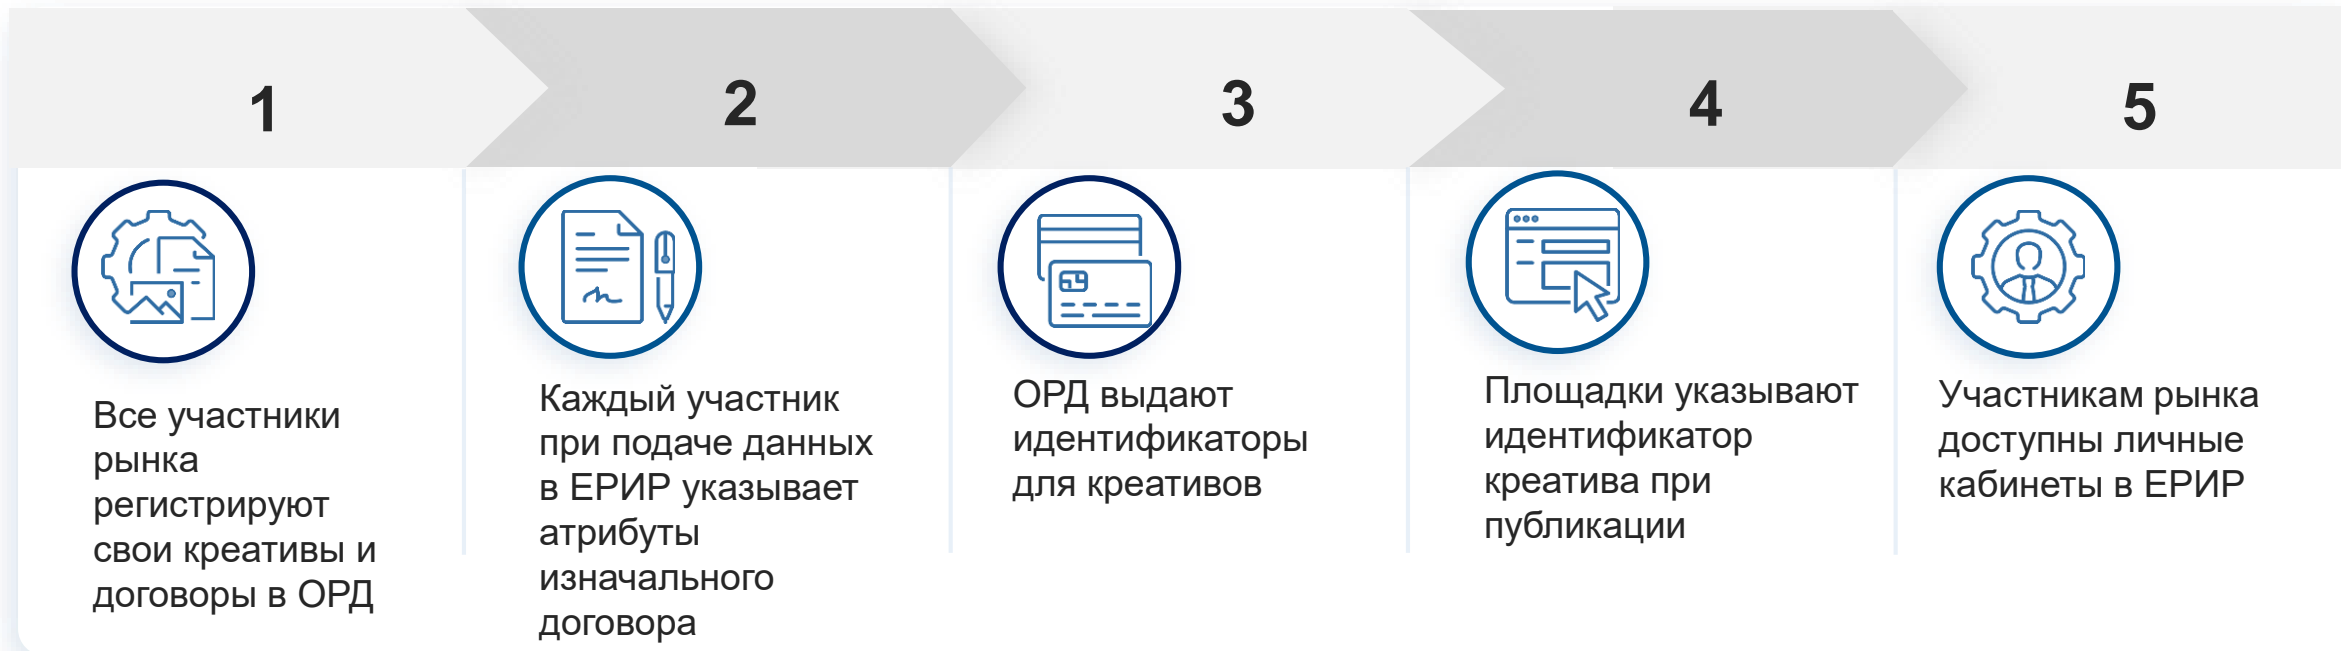 1
2
3
4
5
Все участники
рынка
регистрируют
свои креативы и
договоры в ОРД
Каждый участник
при подаче данных
в ЕРИР указывает
атрибуты
изначального
договора
ОРД выдают
идентификаторы
для креативов
Площадки указывают
идентификатор
креатива при
публикации
Участникам рынка
доступны личные
кабинеты в ЕРИР